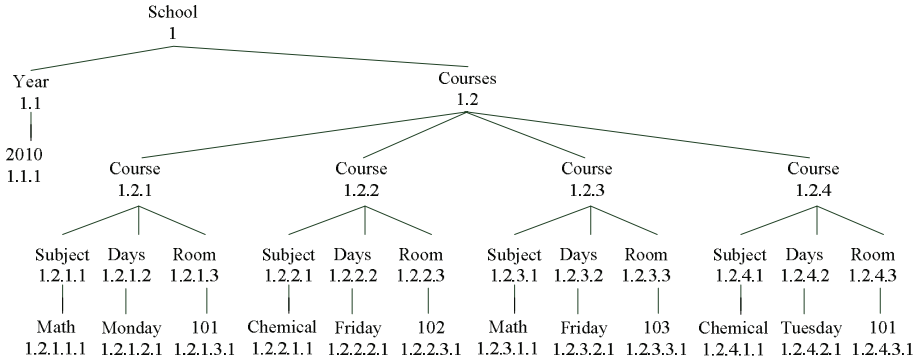 School
1
Year
1.1
Courses
1.2
2010
1.1.1
Course
1.2.1
Course
1.2.2
Course
1.2.3
Course
1.2.4
Subject Days Room Subject Days Room Subject Days Room Subject Days Room
1.2.1.1 1.2.1.2 1.2.1.3 1.2.2.1 1.2.2.2 1.2.2.3 1.2.3.1 1.2.3.2 1.2.3.3 1.2.4.1 1.2.4.2 1.2.4.3
Math Monday 101 Chemical Friday 102 Math Friday 103 Chemical Tuesday 101
1.2.1.1.1 1.2.1.2.1 1.2.1.3.1 1.2.2.1.1 1.2.2.2.1 1.2.2.3.1 1.2.3.1.1 1.2.3.2.1 1.2.3.3.1 1.2.4.1.1 1.2.4.2.1 1.2.4.3.1